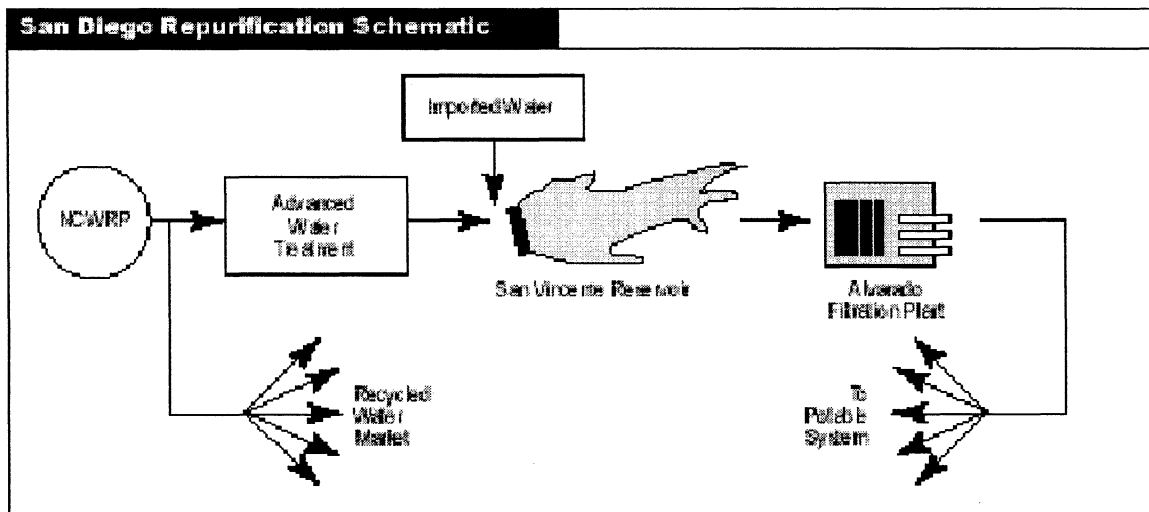 San Diego Repurification Schematic
Imported Water
NCWRP
Advanced
Water
Treatment
San Vincente Reservoir
Alvarado
Filtration Plant
Recycled
Water
Market
To
Potable
System